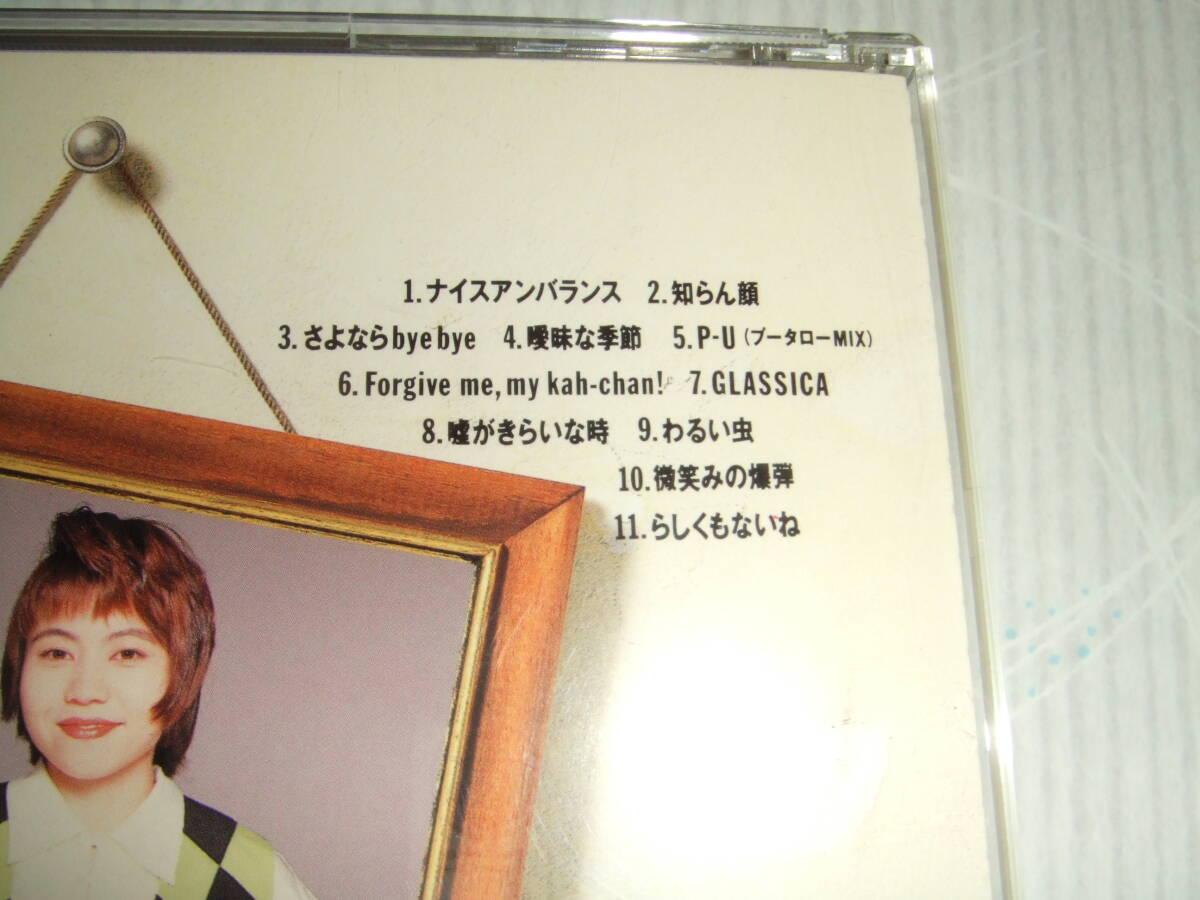 1.ナイスアンバランス 2.知らん顔
3.さよならbye bye 4.曖昧な季節 5.P-U(プータローMIX)
6.Forgive me, my kah-chan! 7.GLASSICA
8.嘘がきらいな時 9.わるい虫
10.微笑みの爆弾
11.らしくもないね